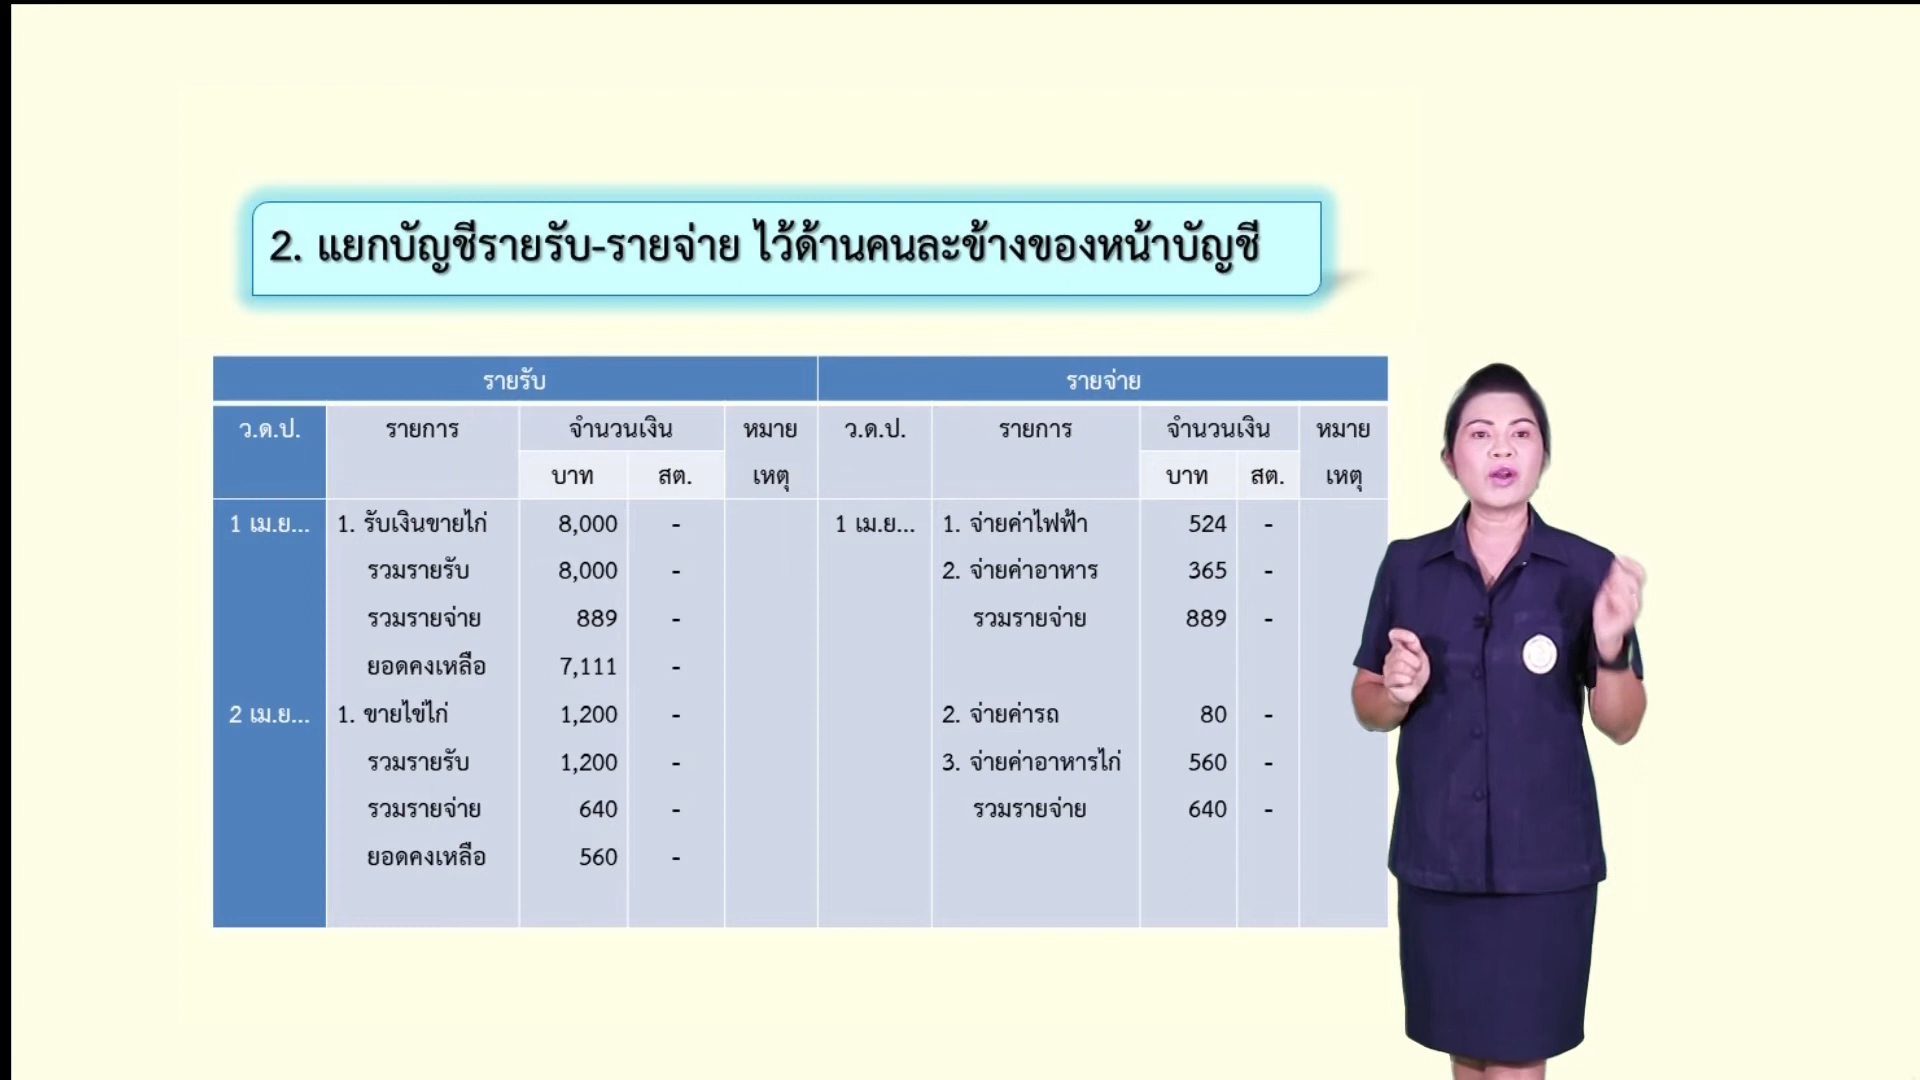 2. แยกบัญชีรายรับ-รายจ่าย ไว้ด้านคนละข้างของหน้าบัญชี
รายรับ รายจ่าย
ว.ด.ป. รายการ จำนวนเงิน หมาย ว.ด.ป. รายการ จำนวนเงิน หมาย
บาท สต. เหตุ บาท สต. เหตุ
1 เม.ย... 1. รับเงินขายไก่ 8,000 - 1 เม.ย... 1. จ่ายค่าไฟฟ้า 524 -
รวมรายรับ 8,000 - 2. จ่ายค่าอาหาร 365 -
รวมรายจ่าย 889 - รวมรายจ่าย 889 -
ยอดคงเหลือ 7,111 -
2 เม.ย... 1. ขายไข่ไก่ 1,200 - 2. จ่ายค่ารถ 80 -
รวมรายรับ 1,200 - 3. จ่ายค่าอาหารไก่ 560 -
รวมรายจ่าย 640 - รวมรายจ่าย 640 -
ยอดคงเหลือ 560 -